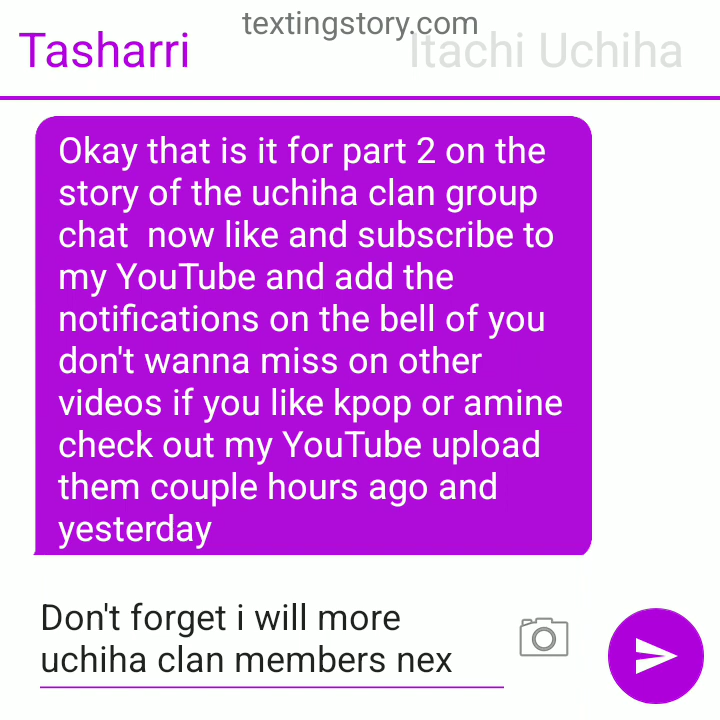 textingstory.com
Tasharri
Itachi Uchiha
Okay that is it for part 2 on the
story of the uchiha clan group
chat  now like and subscribe to
my YouTube and add the
notifications on the bell of you
don't wanna miss on other
videos if you like kpop or amine
check out my YouTube upload
them couple hours ago and
yesterday
Don't forget i will more
uchiha clan members nex